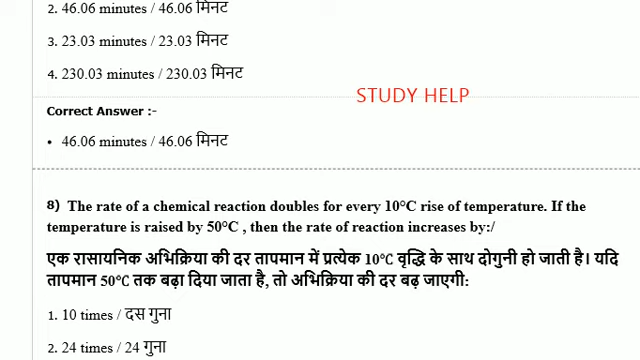 2. 46.06 minutes / 46.06 मिनट
3. 23.03 minutes / 23.03 मिनट
4. 230.03 minutes / 230.03 मिनट
STUDY HELP
Correct Answer :-
• 46.06 minutes / 46.06 मिनट
8) The rate of a chemical reaction doubles for every 10°C rise of temperature. If the
temperature is raised by 50°C , then the rate of reaction increases by:/
एक रासायनिक अभिक्रिया की दर तापमान में प्रत्येक 10°C वृद्धि के साथ दोगुनी हो जाती है। यदि
तापमान 50°C तक बढ़ा दिया जाता है, तो अभिक्रिया की दर बढ़ जाएगी:
1. 10 times / दस गुना
2. 24 times / 24 गुना